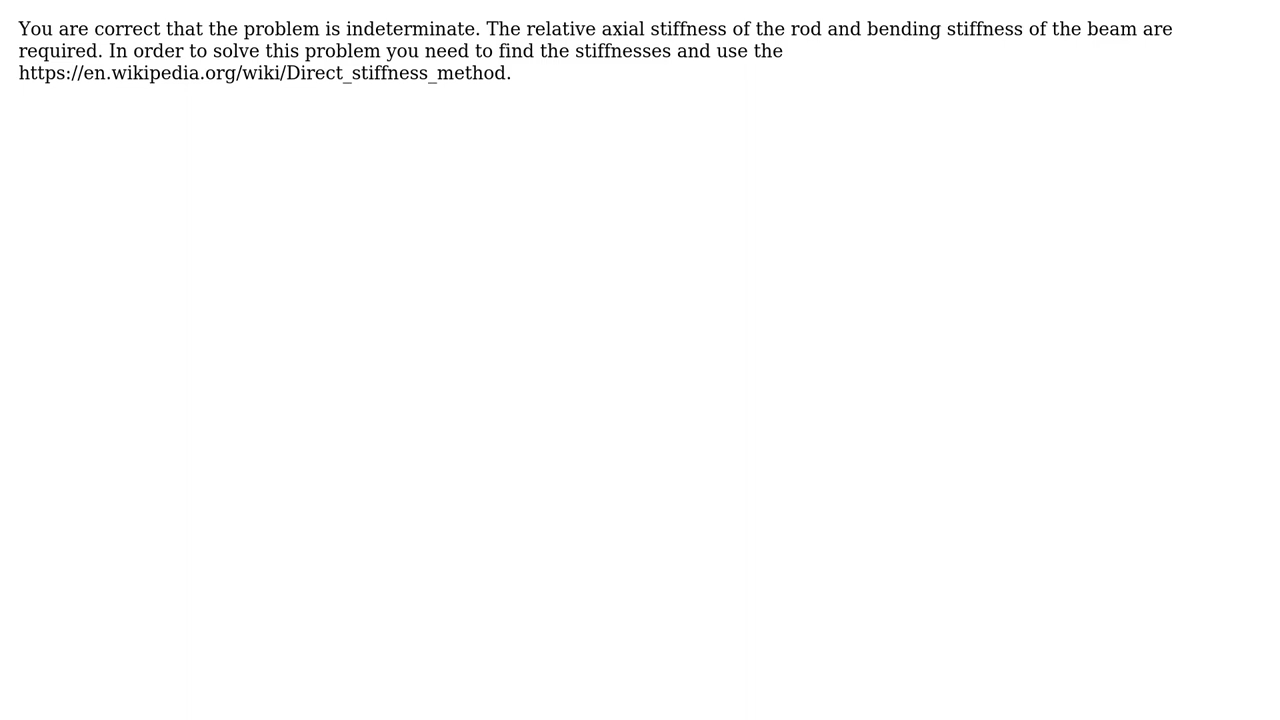 You are correct that the problem is indeterminate. The relative axial stiffness of the rod and bending stiffness of the beam are
required. In order to solve this problem you need to find the stiffnesses and use the
https://en.wikipedia.org/wiki/Direct_stiffness_method.